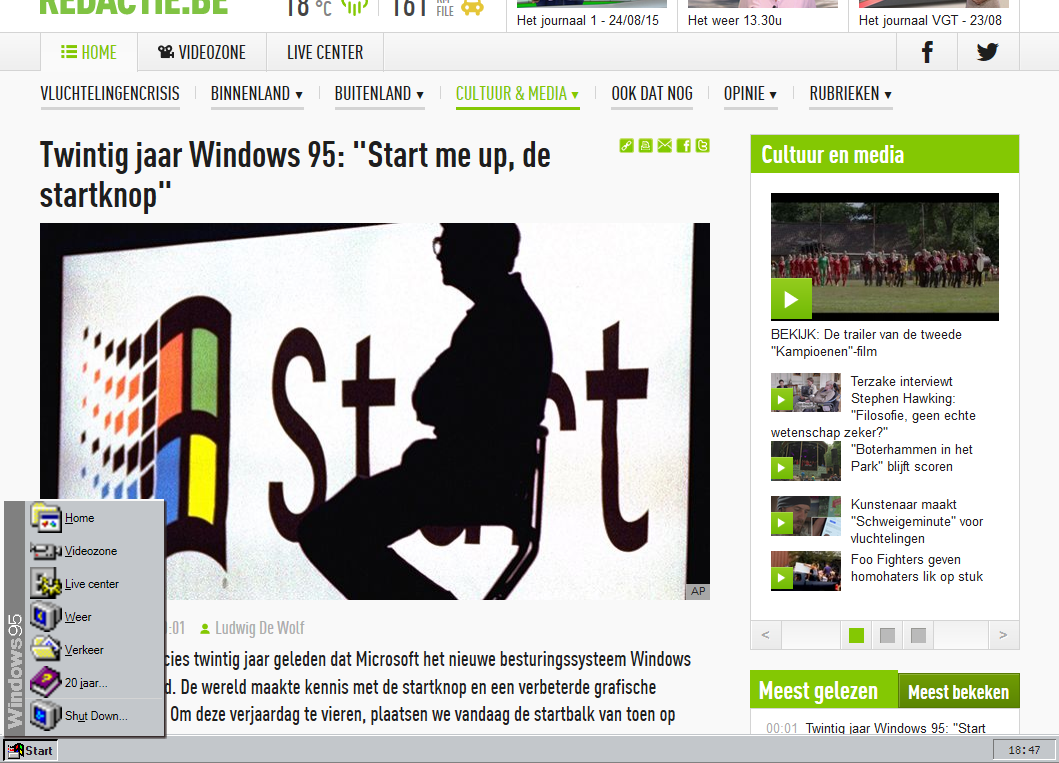 REDACTIE.BE
18 °C
161 KM FILE
Het journaal 1 - 24/08/15
Het weer 13.30u
Het journaal VGT - 23/08
HOME
VIDEOZONE
LIVE CENTER
VLUCHTELINGENCRISIS
BINNENLAND ▼
BUITENLAND ▼
CULTUUR & MEDIA ▼
OOK DAT NOG
OPINIE ▼
RUBRIEKEN ▼
Twintig jaar Windows 95: "Start me up, de
startknop"
Start
AP
:01
Ludwig De Wolf
cies twintig jaar geleden dat Microsoft het nieuwe besturingssysteem Windows
d. De wereld maakte kennis met de startknop en een verbeterde grafische
Om deze verjaardag te vieren, plaatsen we vandaag de startbalk van toen op
Cultuur en media
BEKIJK: De trailer van de tweede
"Kampioenen"-film
Terzake interviewt
Stephen Hawking:
"Filosofie, geen echte
wetenschap zeker?"
"Boterhammen in het
Park" blijft scoren
Kunstenaar maakt
"Schweigeminute" voor
vluchtelingen
Foo Fighters geven
homohaters lik op stuk
<
>
Meest gelezen
Meest bekeken
00:01 Twintig jaar Windows 95: "Start
Windows95
Home
Videozone
Live center
Weer
Verkeer
20 jaar...
Shut Down...
Start
18:47